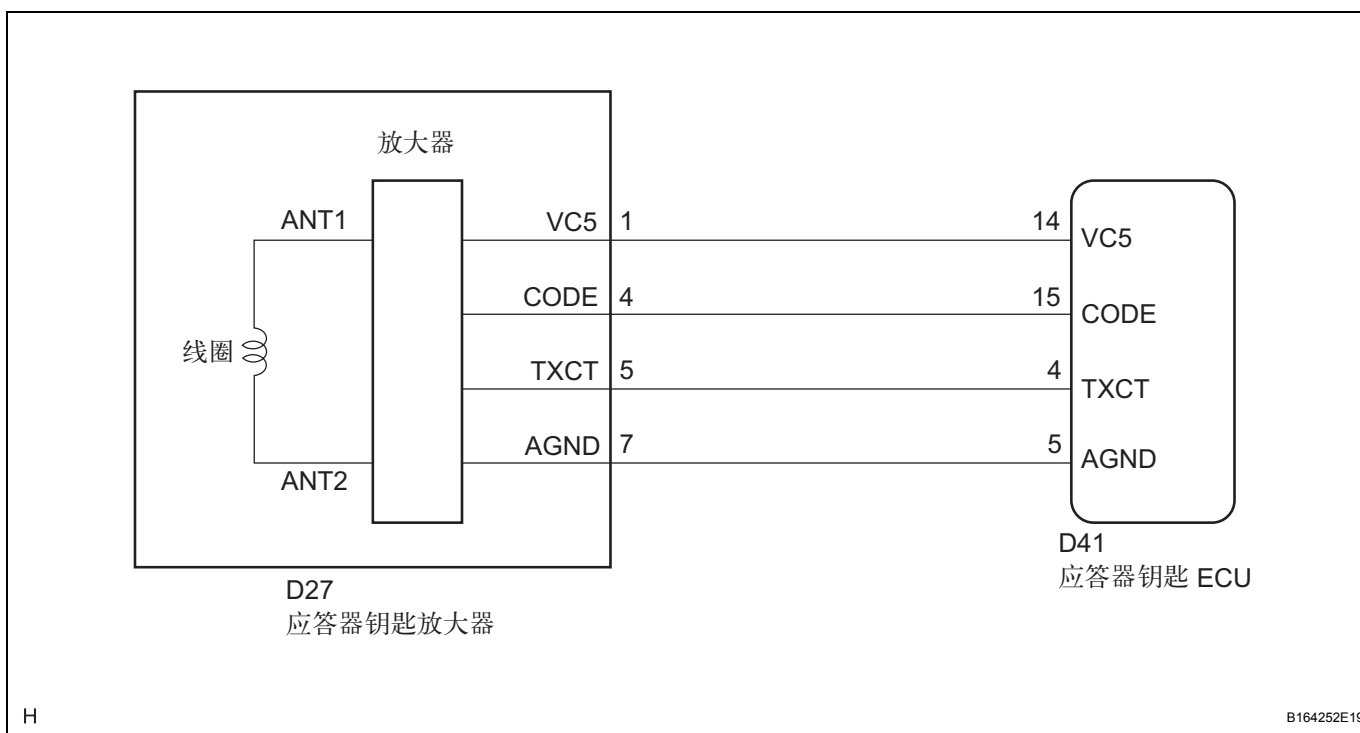 放大器
ANT1
VC5 1
14 VC5
CODE 4
15 CODE
线圈
TXCT 5
4 TXCT
AGND 7
5 AGND
ANT2
D27
应答器钥匙放大器
D41
应答器钥匙 ECU
H
B164252E19